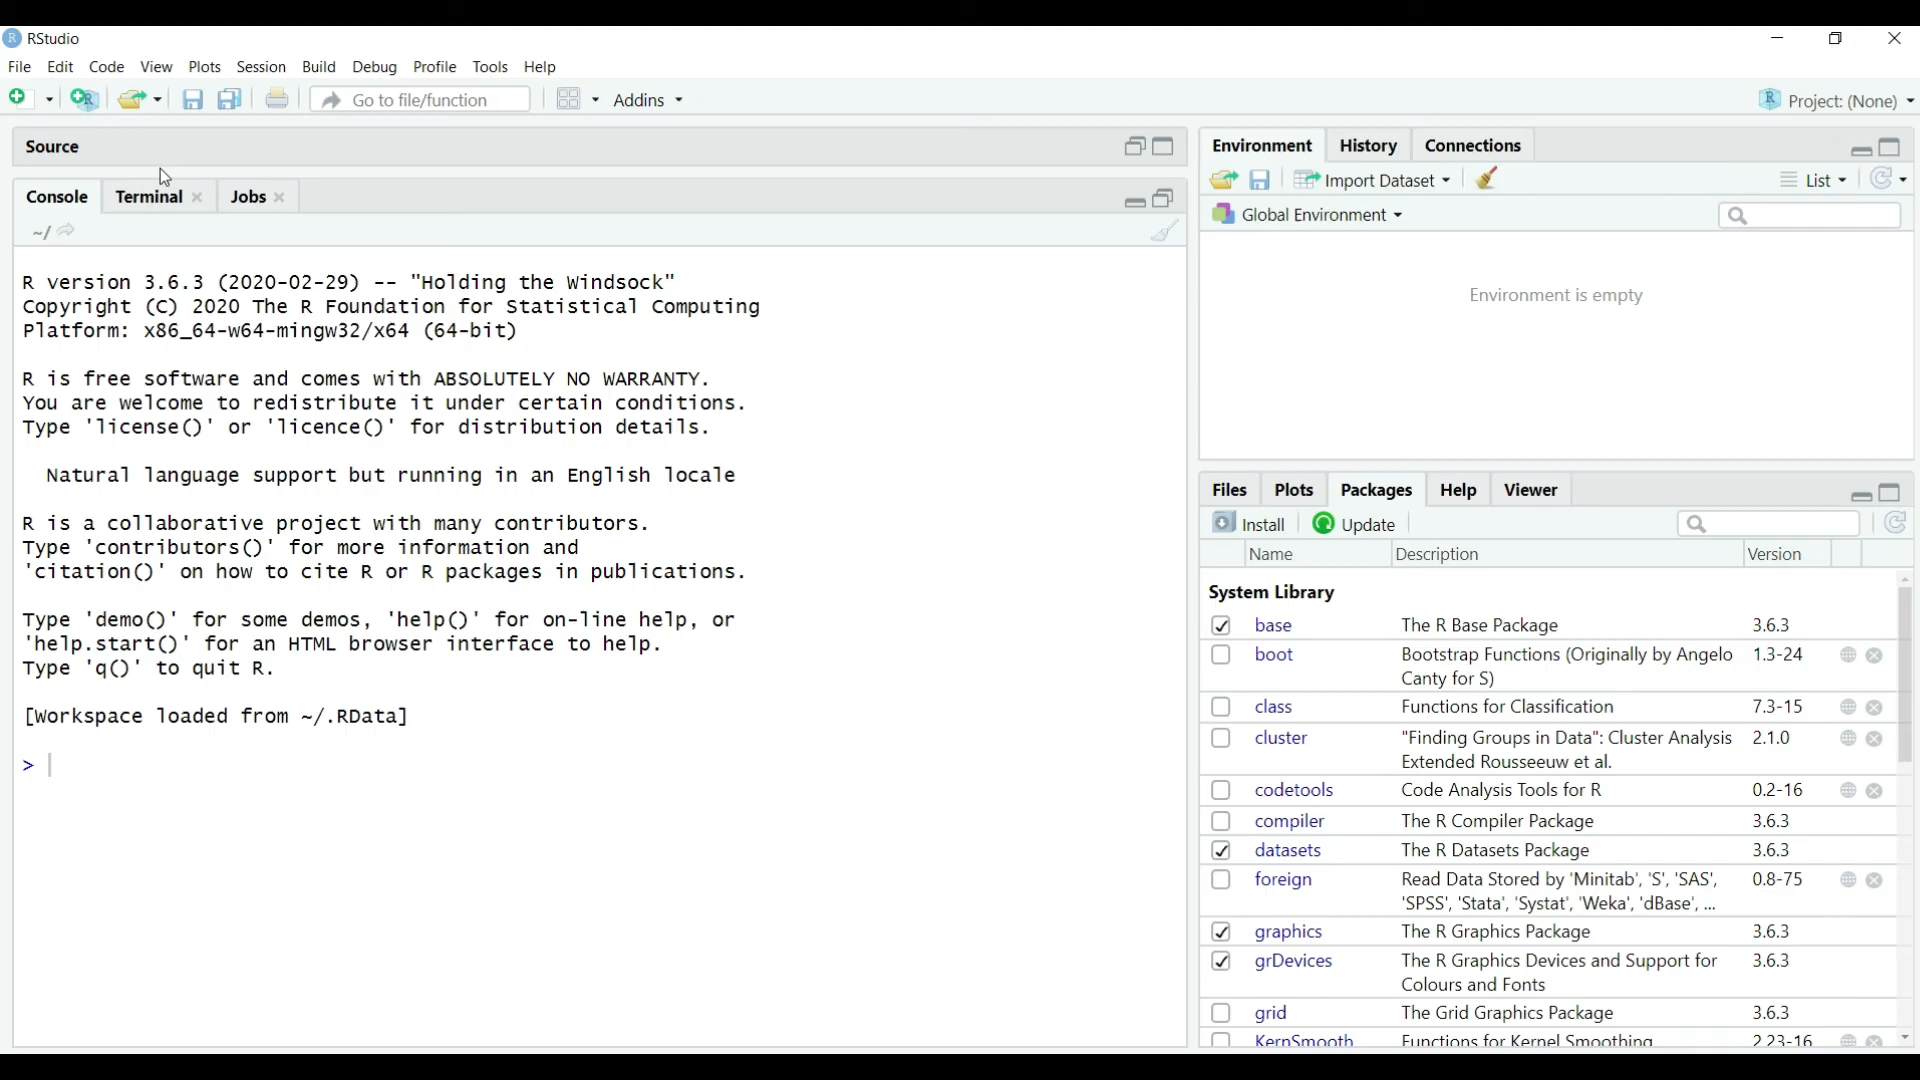 RStudio
File Edit Code View Plots Session Build Debug Profile Tools Help
Go to file/function Addins Project: (None)
Source
Console Terminal Jobs
~/
R version 3.6.3 (2020-02-29) -- "Holding the Windsock"
Copyright (C) 2020 The R Foundation for Statistical Computing
Platform: x86_64-w64-mingw32/x64 (64-bit)
R is free software and comes with ABSOLUTELY NO WARRANTY.
You are welcome to redistribute it under certain conditions.
Type 'license()' or 'licence()' for distribution details.
Natural language support but running in an English locale
R is a collaborative project with many contributors.
Type 'contributors()' for more information and
'citation()' on how to cite R or R packages in publications.
Type 'demo()' for some demos, 'help()' for on-line help, or
'help.start()' for an HTML browser interface to help.
Type 'q()' to quit R.
[Workspace loaded from ~/.RData]
>
Environment History Connections
Import Dataset List
Global Environment
Environment is empty
Files Plots Packages Help Viewer
Install Update
Name Description Version
System Library
base The R Base Package 3.6.3
boot Bootstrap Functions (Originally by Angelo 1.3-24
Canty for S)
class Functions for Classification 7.3-15
cluster "Finding Groups in Data": Cluster Analysis 2.1.0
Extended Rousseeuw et al.
codetools Code Analysis Tools for R 0.2-16
compiler The R Compiler Package 3.6.3
datasets The R Datasets Package 3.6.3
foreign Read Data Stored by 'Minitab', 'S', 'SAS', 0.8-75
'SPSS', 'Stata', 'Systat', 'Weka', 'dBase', ...
graphics The R Graphics Package 3.6.3
grDevices The R Graphics Devices and Support for 3.6.3
Colours and Fonts
grid The Grid Graphics Package 3.6.3
KernSmooth Functions for Kernel Smoothing 2.23-16